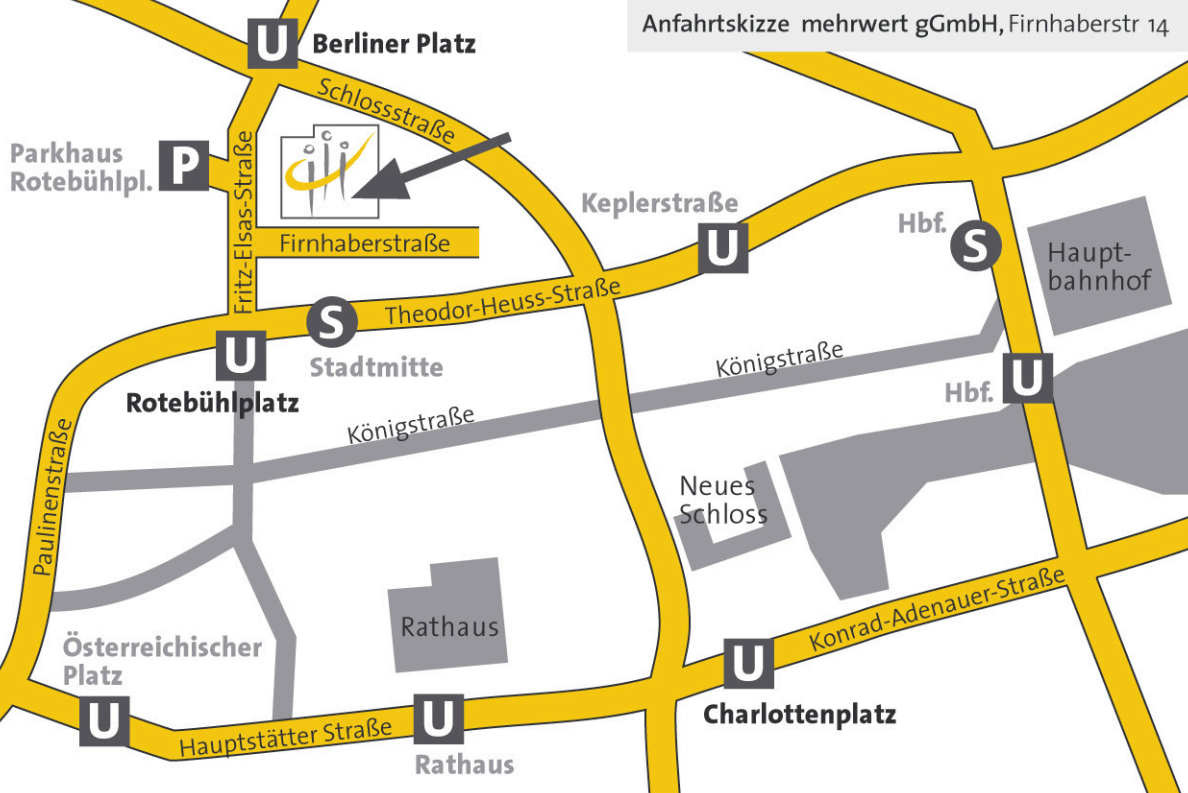 Anfahrtskizze mehrwert gGmbH, Firnhaberstr 14
U
Berliner Platz
Schlossstraße
Parkhaus
Rotebühlpl.
P
Fritz-Elsas-Straße
Firnhaberstraße
Keplerstraße
U
Hbf.
S
Haupt-
bahnhof
Theodor-Heuss-Straße
S
Stadtmitte
U
Rotebühlplatz
Königstraße
Königstraße
Hbf.
U
Paulinenstraße
Neues
Schloss
Rathaus
Konrad-Adenauer-Straße
Österreichischer
Platz
U
Hauptstätter Straße
U
Rathaus
U
Charlottenplatz